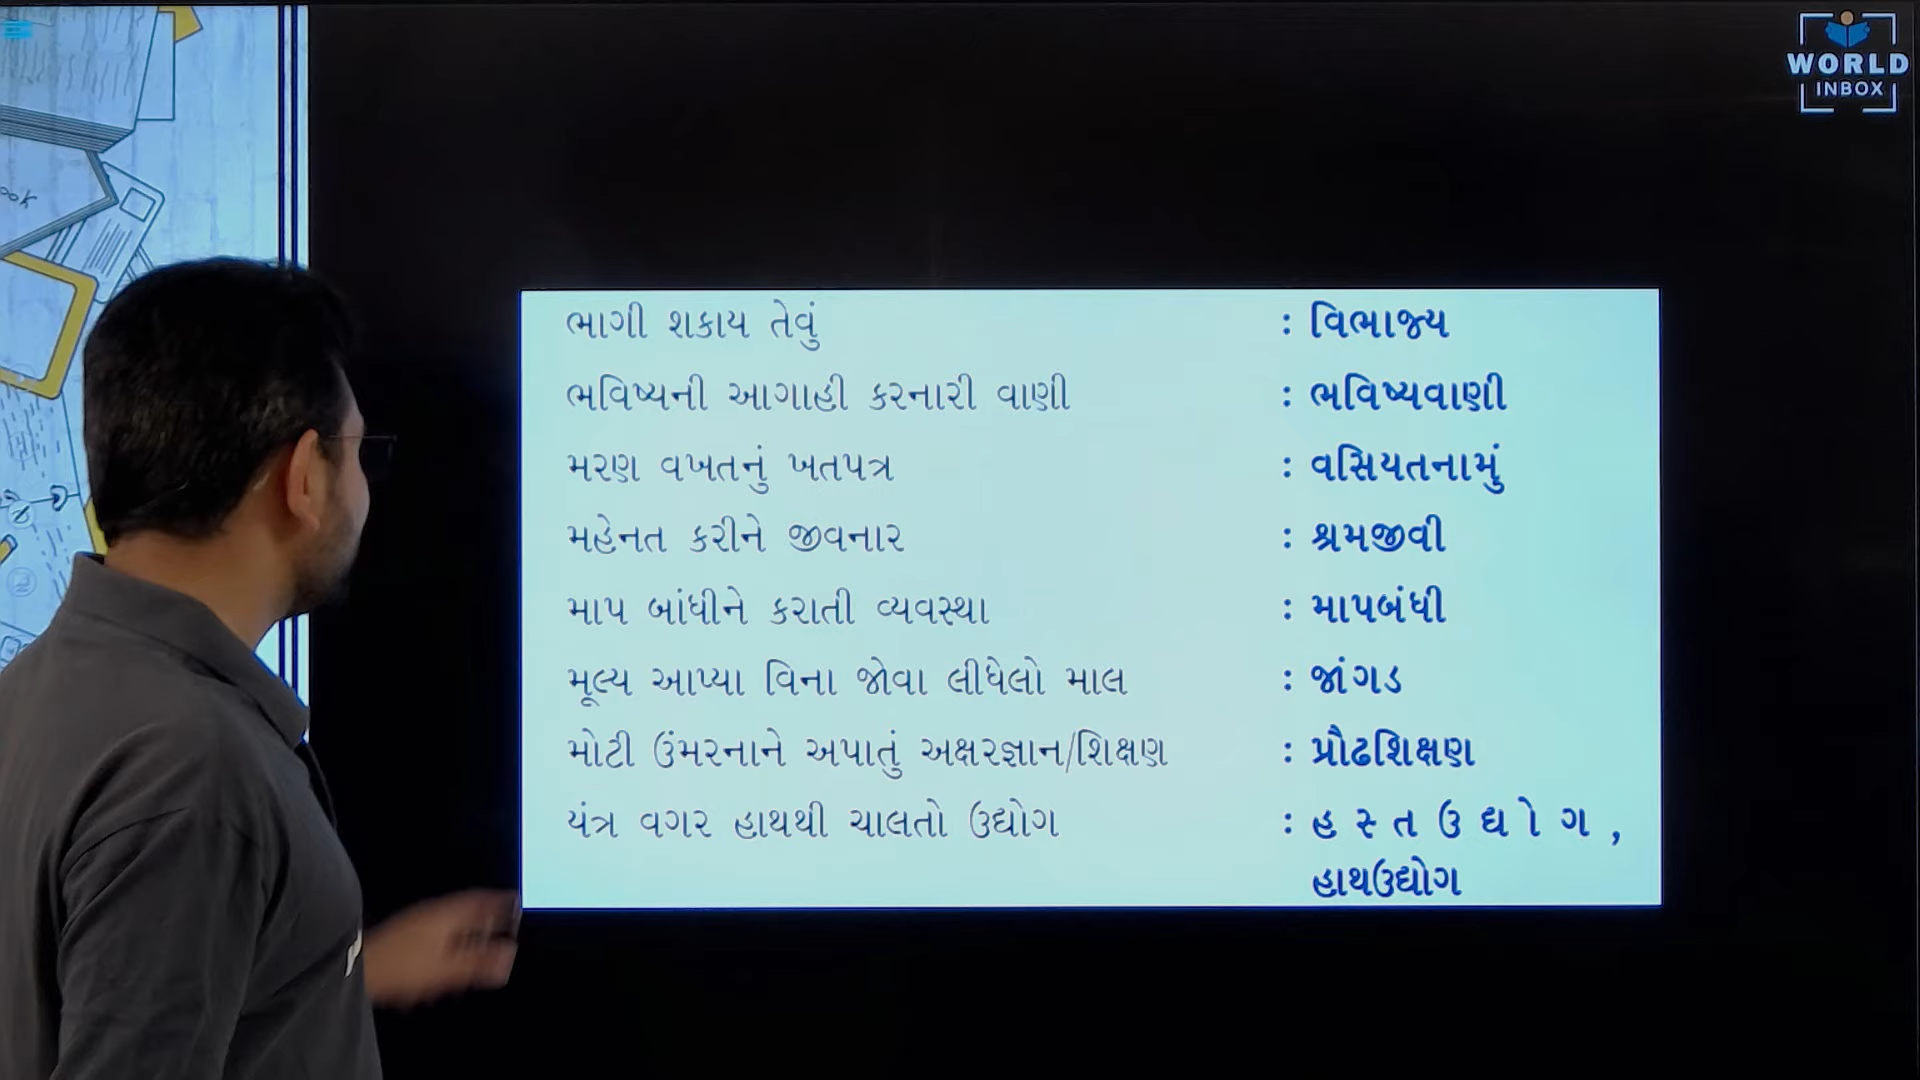 WORLD
INBOX
ook
ભાગી શકાય તેવું : વિભાજ્ય
ભવિષ્યની આગાહી કરનારી વાણી : ભવિષ્યવાણી
મરણ વખતનું ખતપત્ર : વસિયતનામું
મહેનત કરીને જીવનાર : શ્રમજીવી
માપ બાંધીને કરાતી વ્યવસ્થા : માપબંધી
મૂલ્ય આપ્યા વિના જોવા લીધેલો માલ : જાંગડ
મોટી ઉંમરનાને અપાતું અક્ષરજ્ઞાન/શિક્ષણ : પ્રૌઢશિક્ષણ
યંત્ર વગર હાથથી ચાલતો ઉદ્યોગ : હસ્તઉદ્યોગ,
હાથઉદ્યોગ